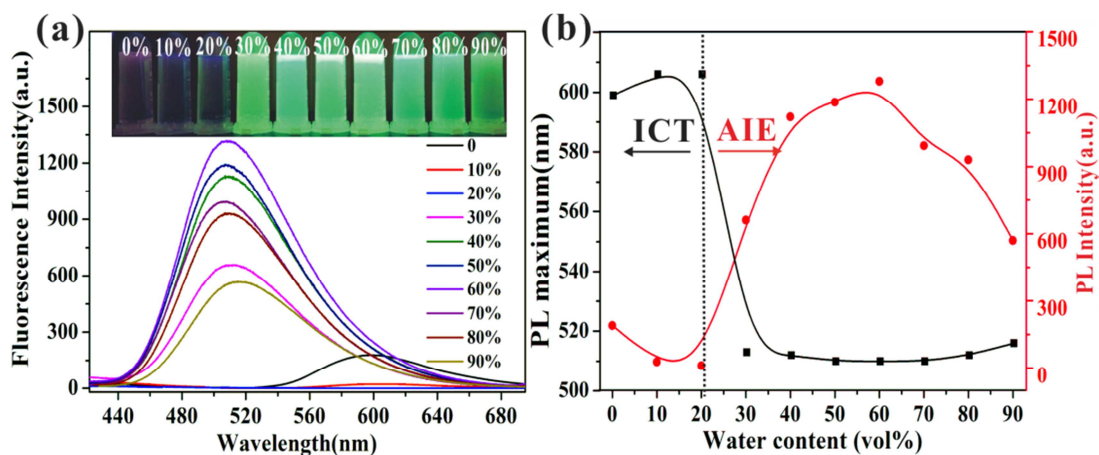 (a)
0% 10% 20% 30% 40% 50% 60% 70% 80% 90%
Fluorescence Intensity(a.u.)
1500
1200
900
600
300
0
0
10%
20%
30%
40%
50%
60%
70%
80%
90%
440 480 520 560 600 640 680
Wavelength(nm)
(b)
PL maximum(nm)
600
580
560
540
520
500
ICT AIE
1500
1200
900
600
300
0
PL Intensity(a.u.)
0 10 20 30 40 50 60 70 80 90
Water content (vol%)